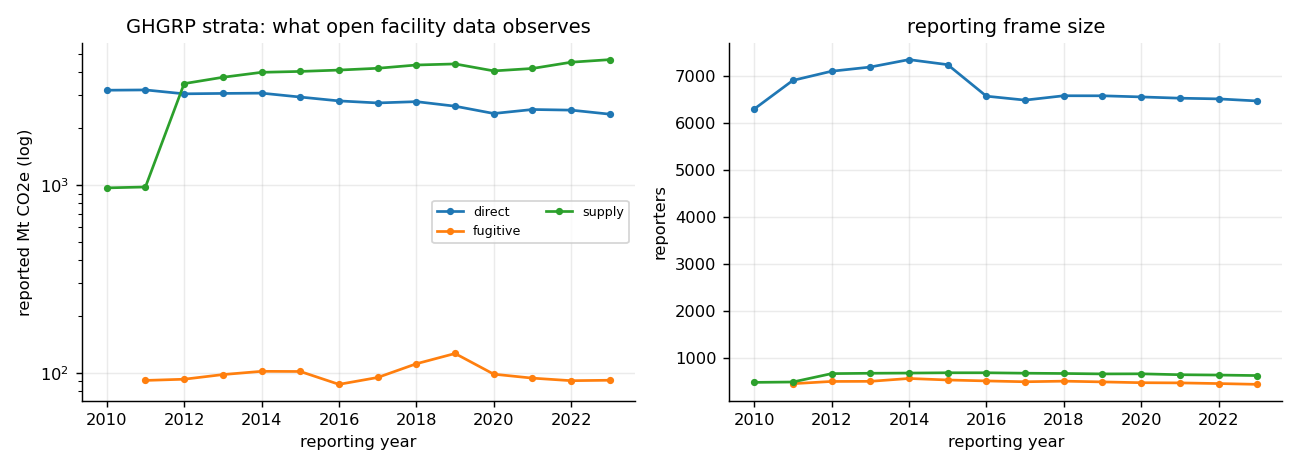 GHGRP strata: what open facility data observes
reported Mt CO2e (log)
10³
10²
direct
fugitive
supply
2010 2012 2014 2016 2018 2020 2022
reporting year
reporting frame size
reporters
7000
6000
5000
4000
3000
2000
1000
2010 2012 2014 2016 2018 2020 2022
reporting year